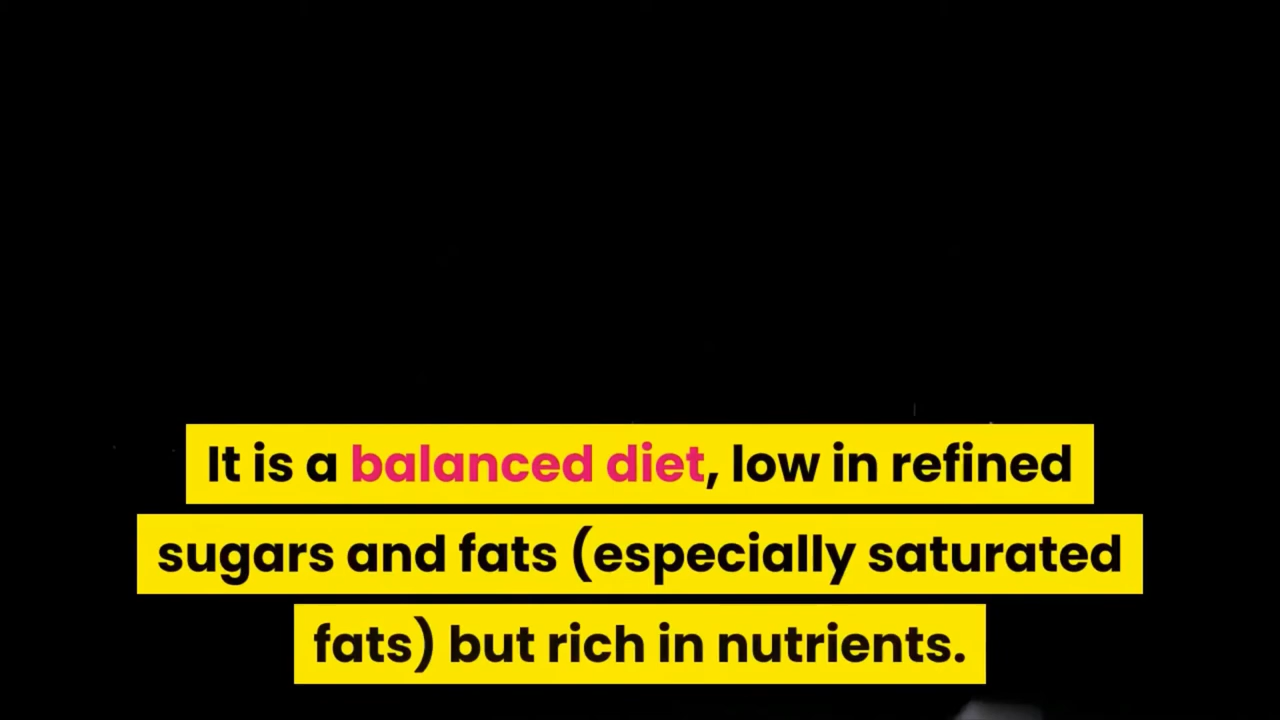 It is a balanced diet, low in refined
sugars and fats (especially saturated
fats) but rich in nutrients.